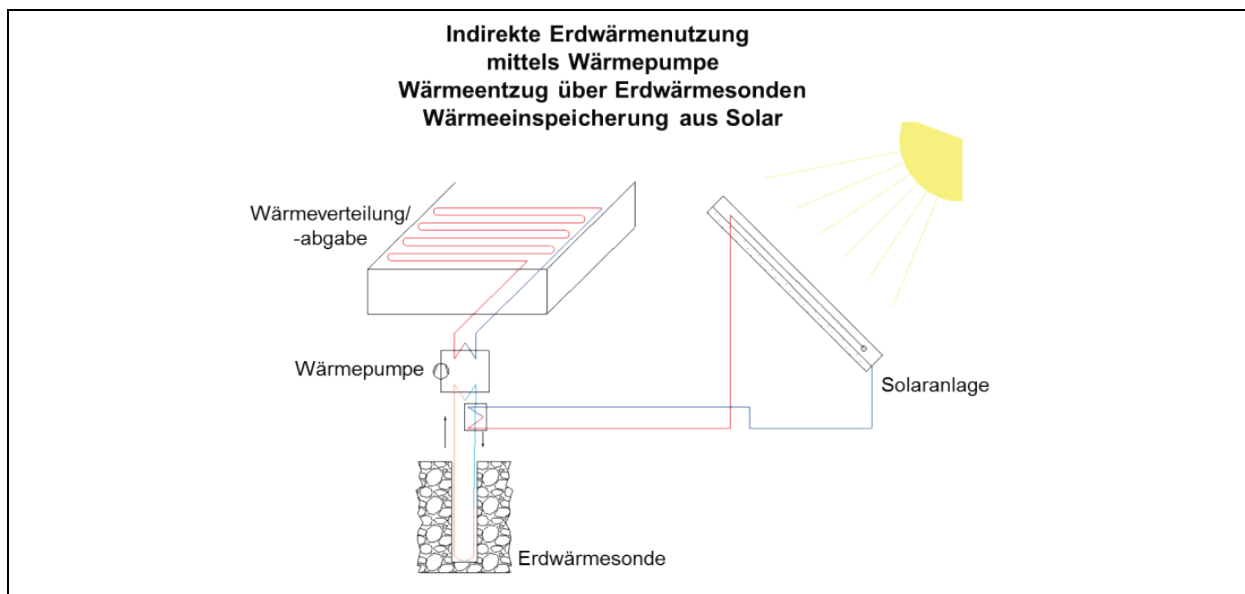 Indirekte Erdwärmenutzung
mittels Wärmepumpe
Wärmeentzug über Erdwärmesonden
Wärmeeinspeicherung aus Solar
Wärmeverteilung/
-abgabe
Wärmepumpe
Solaranlage
Erdwärmesonde